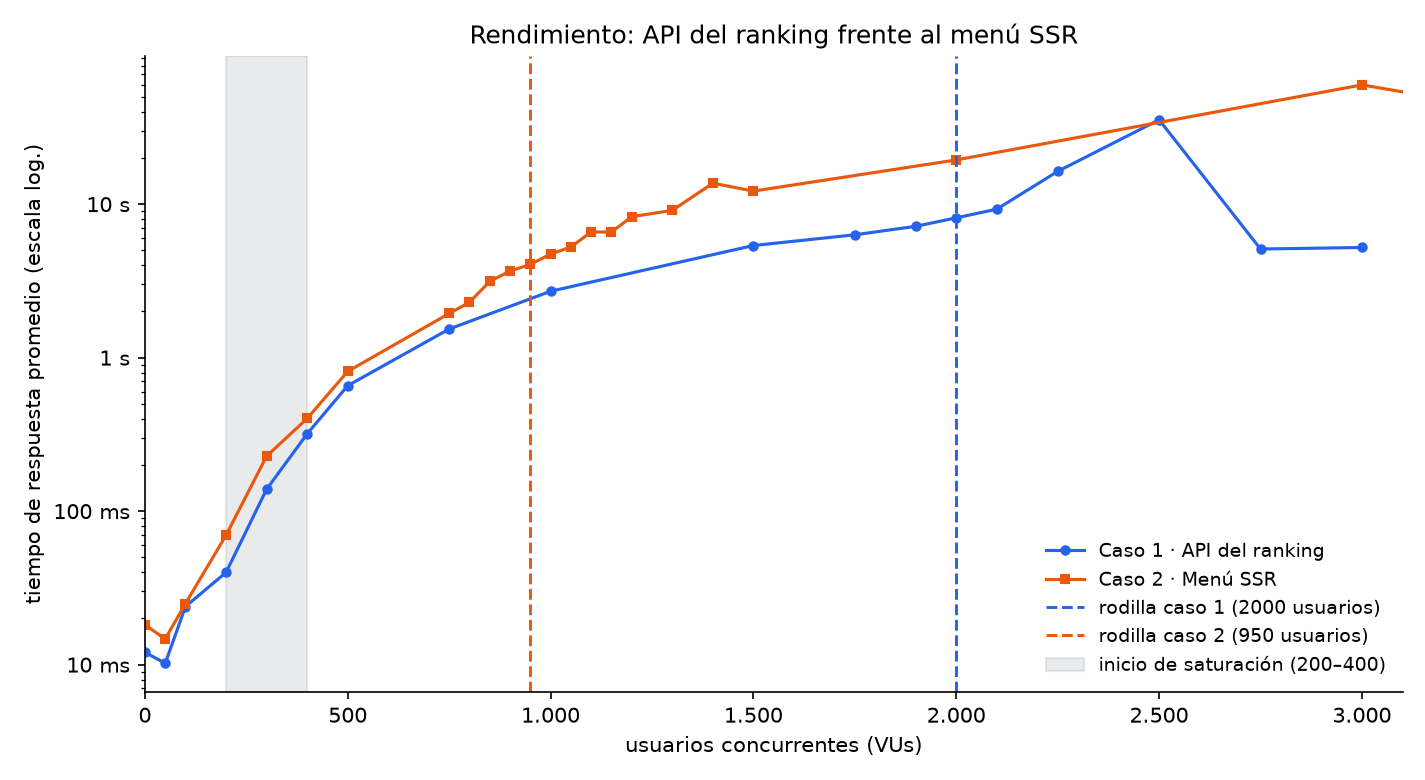 Rendimiento: API del ranking frente al menú SSR
tiempo de respuesta promedio (escala log.)
10 s
1 s
100 ms
10 ms
0
500
1.000
1.500
2.000
2.500
3.000
usuarios concurrentes (VUs)
Caso 1 · API del ranking
Caso 2 · Menú SSR
rodilla caso 1 (2000 usuarios)
rodilla caso 2 (950 usuarios)
inicio de saturación (200–400)